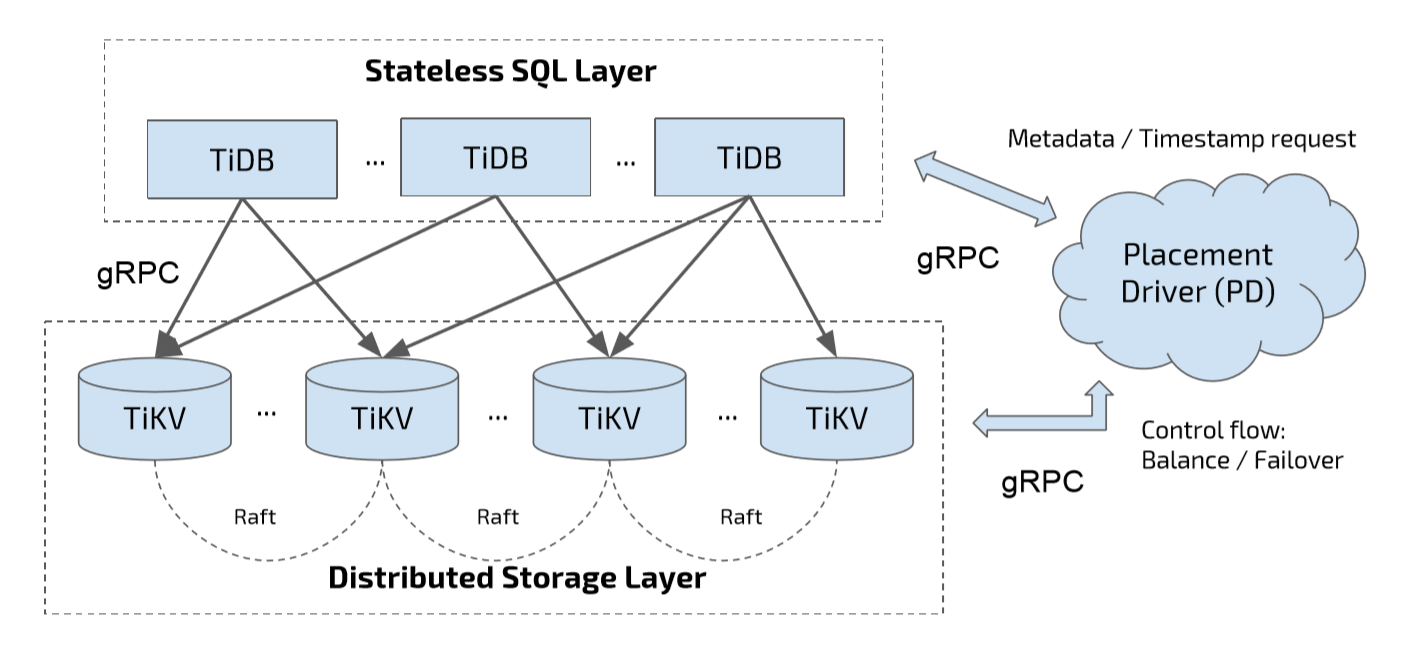 Stateless SQL Layer
TiDB ... TiDB ... TiDB
Metadata / Timestamp request
gRPC
gRPC
Placement
Driver (PD)
TiKV ... TiKV ... TiKV ... TiKV
Control flow:
Balance / Failover
gRPC
Raft Raft Raft
Distributed Storage Layer